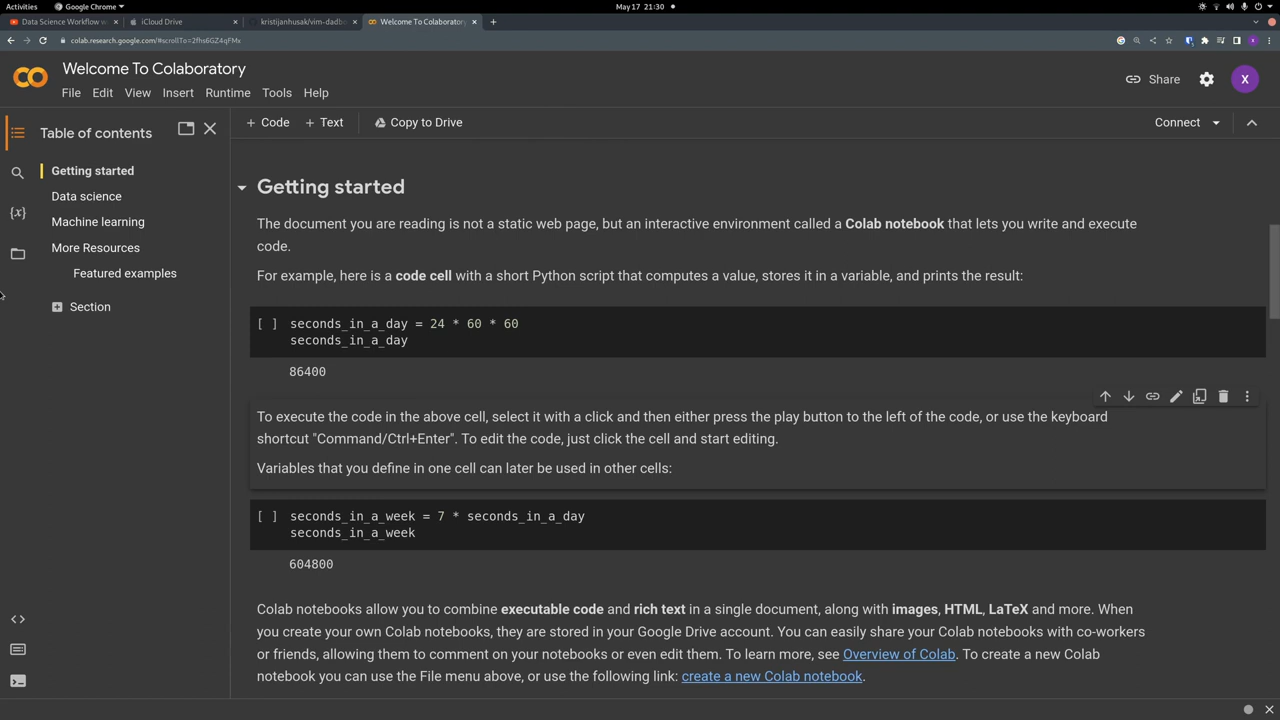 Activities
Google Chrome
May 17 21:30
Data Science Workflow w
iCloud Drive
kristijanhusak/vim-dadbo
Welcome To Colaboratory
colab.research.google.com/#scrollTo=2fhs6GZ4qFMx
X
Welcome To Colaboratory
File Edit View Insert Runtime Tools Help
Share
X
Table of contents
Getting started
Data science
Machine learning
More Resources
Featured examples
Section
+ Code + Text Copy to Drive
Connect
Getting started
The document you are reading is not a static web page, but an interactive environment called a Colab notebook that lets you write and execute
code.
For example, here is a code cell with a short Python script that computes a value, stores it in a variable, and prints the result:
[ ] seconds_in_a_day = 24 * 60 * 60
seconds_in_a_day
86400
To execute the code in the above cell, select it with a click and then either press the play button to the left of the code, or use the keyboard
shortcut "Command/Ctrl+Enter". To edit the code, just click the cell and start editing.
Variables that you define in one cell can later be used in other cells:
[ ] seconds_in_a_week = 7 * seconds_in_a_day
seconds_in_a_week
604800
Colab notebooks allow you to combine executable code and rich text in a single document, along with images, HTML, LaTeX and more. When
you create your own Colab notebooks, they are stored in your Google Drive account. You can easily share your Colab notebooks with co-workers
or friends, allowing them to comment on your notebooks or even edit them. To learn more, see Overview of Colab. To create a new Colab
notebook you can use the File menu above, or use the following link: create a new Colab notebook.